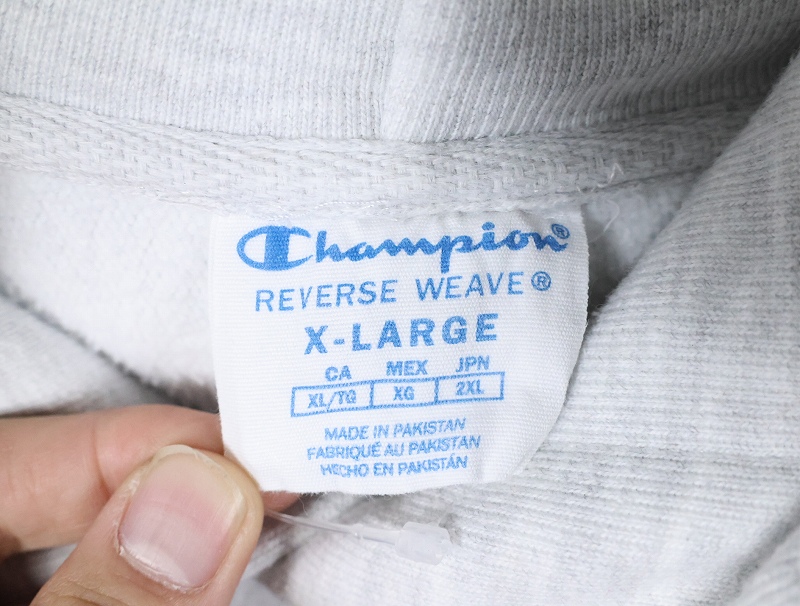 Champion®
REVERSE WEAVE®
X-LARGE
CA MEX JPN
XL/TG XG 2XL
MADE IN PAKISTAN
FABRIQUÉ AU PAKISTAN
HECHO EN PAKISTÁN